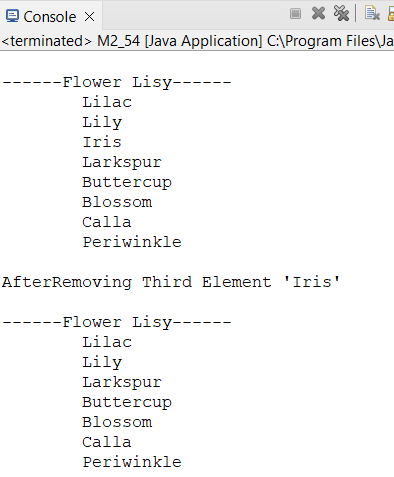 Console
<terminated> M2_54 [Java Application] C:\Program Files\Ja
------Flower Lisy------
Lilac
Lily
Iris
Larkspur
Buttercup
Blossom
Calla
Periwinkle
AfterRemoving Third Element 'Iris'
------Flower Lisy------
Lilac
Lily
Larkspur
Buttercup
Blossom
Calla
Periwinkle